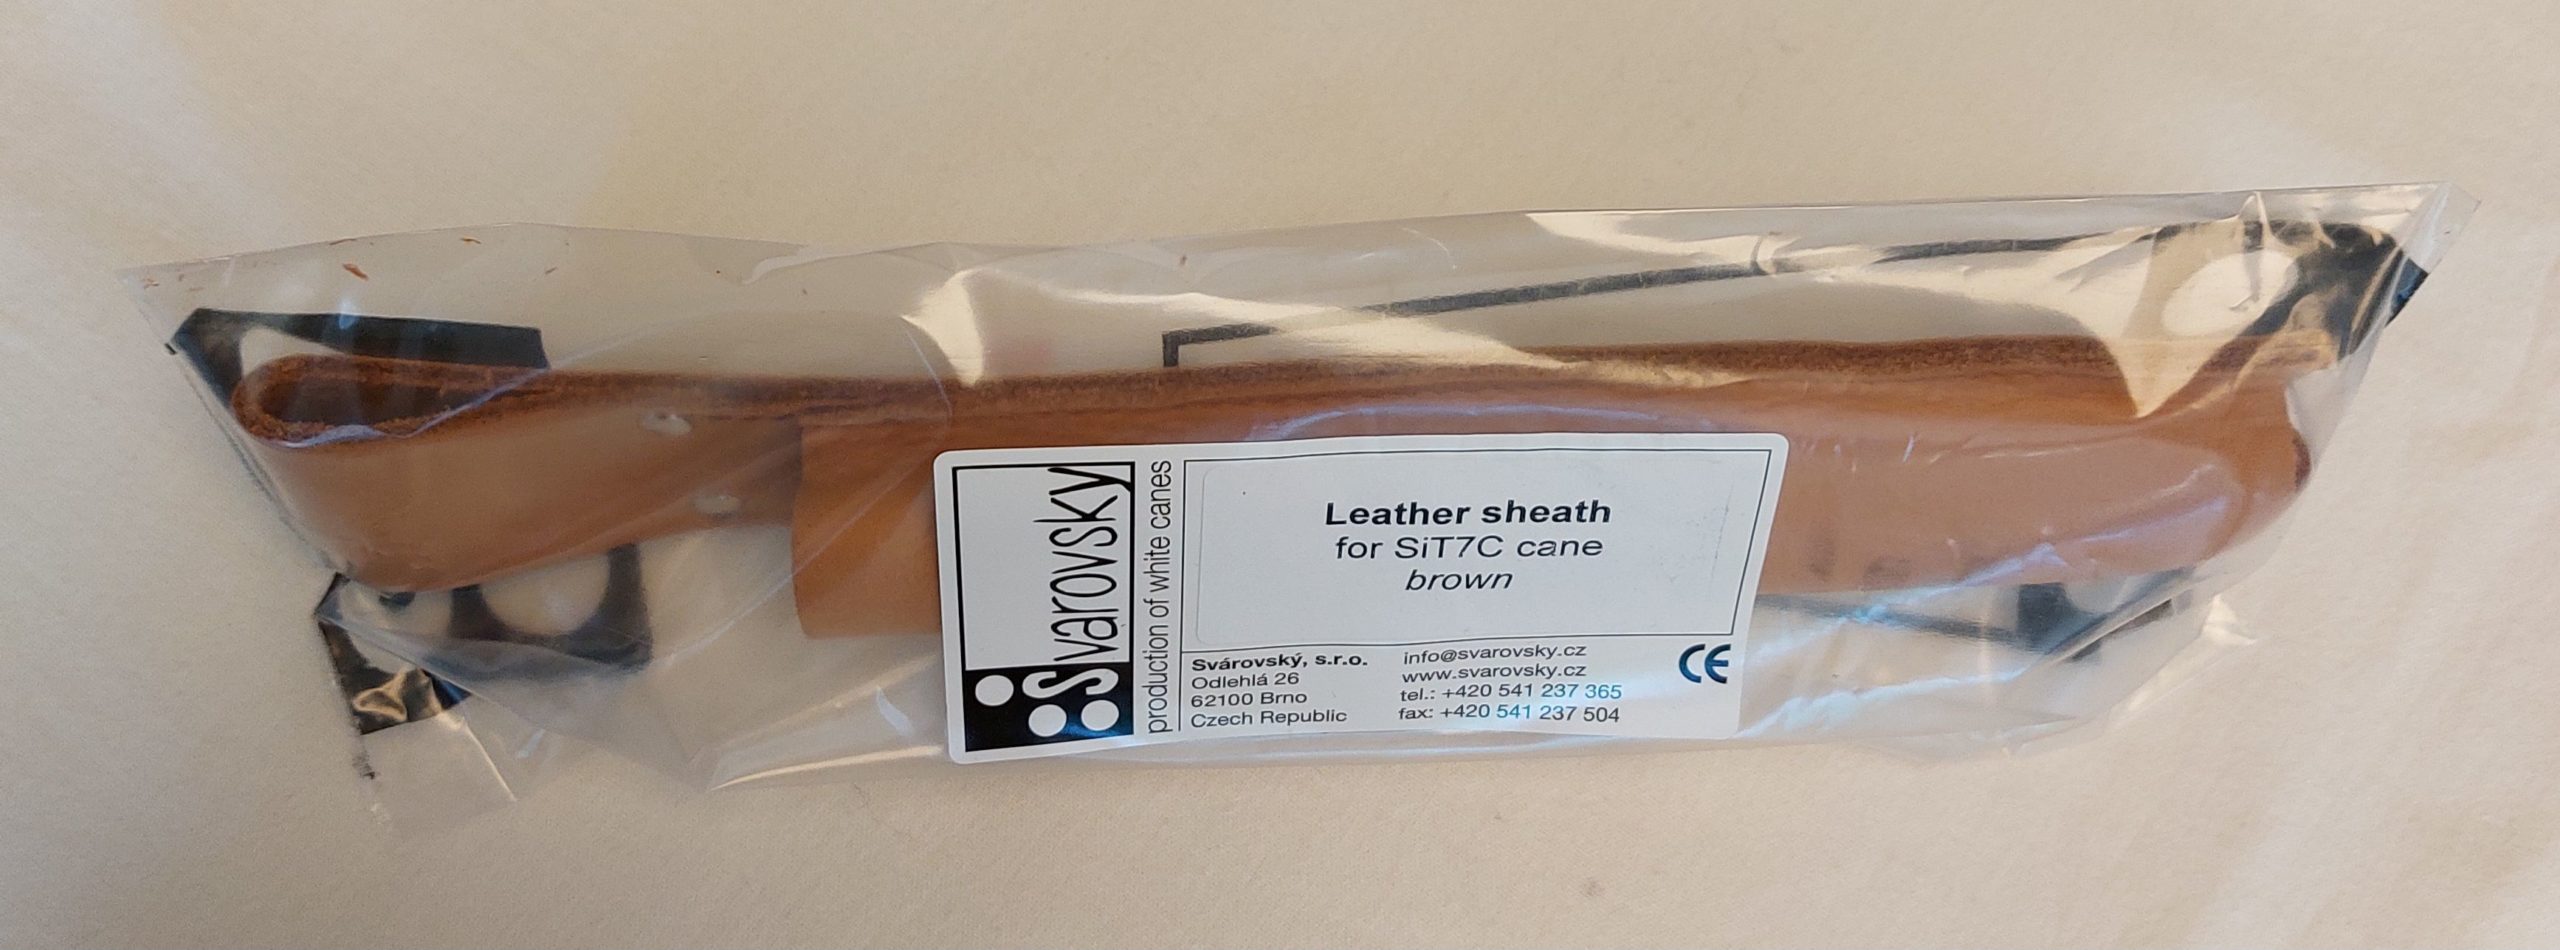 Svarovsky
production of white canes
Leather sheath
for SiT7C cane
brown
Svárovský, s.r.o.
Odlehlá 26
62100 Brno
Czech Republic
info@svarovsky.cz
www.svarovsky.cz
tel.: +420 541 237 365
fax: +420 541 237 504
CE